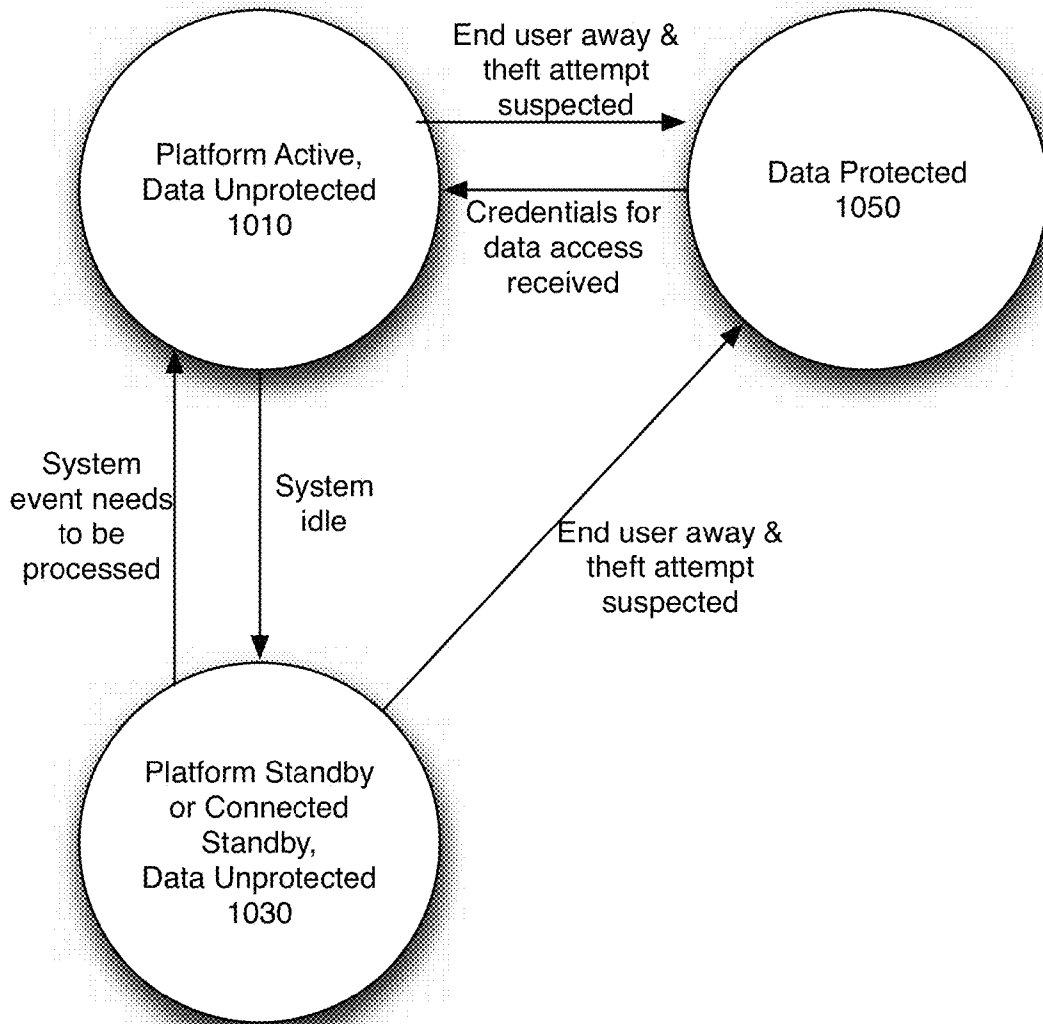 End user away &
theft attempt
suspected
Platform Active,
Data Unprotected
1010
Data Protected
1050
Credentials for
data access
received
System
event needs
to be
processed
System
idle
End user away &
theft attempt
suspected
Platform Standby
or Connected
Standby,
Data Unprotected
1030